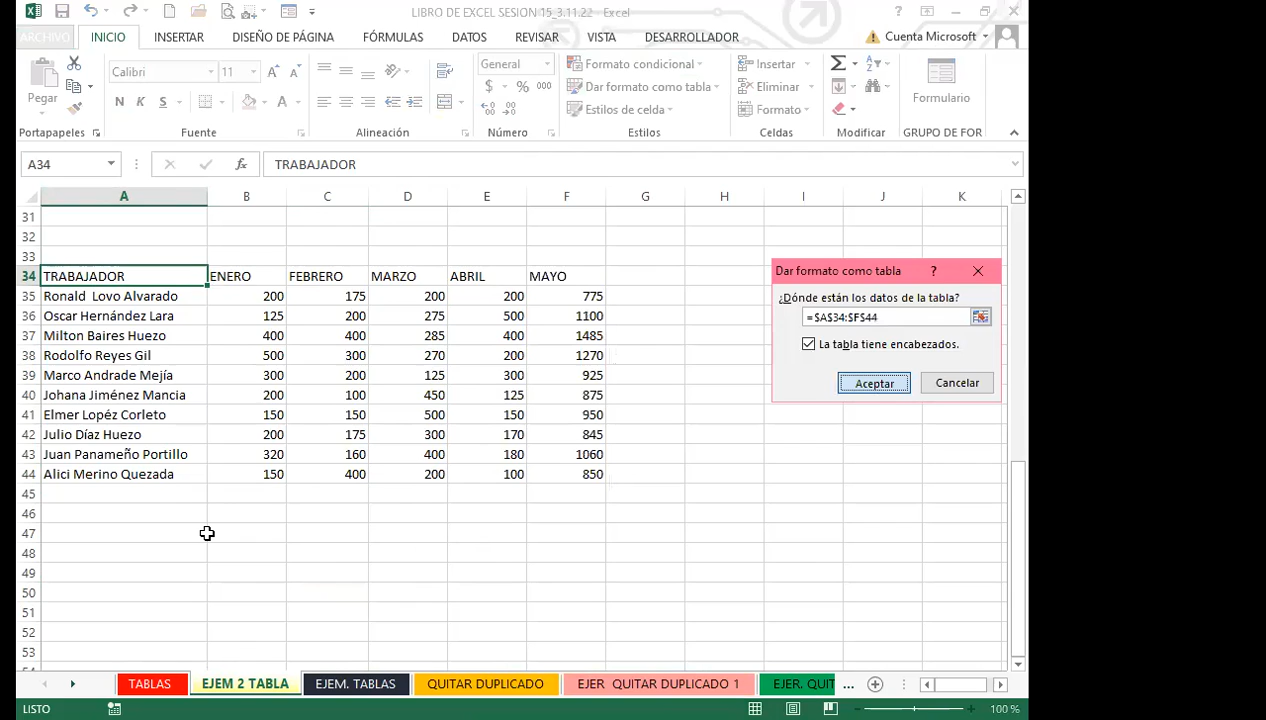 LIBRO DE EXCEL SESION 15_3.11.22 - Excel
ARCHIVO INICIO INSERTAR DISEÑO DE PÁGINA FÓRMULAS DATOS REVISAR VISTA DESARROLLADOR Cuenta Microsoft
Calibri 11 General Formato condicional Insertar
Pegar N K S $ % 000 Dar formato como tabla Eliminar Formulario
Estilos de celda Formato
Portapapeles Fuente Alineación Número Estilos Celdas Modificar GRUPO DE FOR
A34 fx TRABAJADOR
A B C D E F G H I J K
31
32
33
34 TRABAJADOR ENERO FEBRERO MARZO ABRIL MAYO
35 Ronald Lovo Alvarado 200 175 200 200 775
36 Oscar Hernández Lara 125 200 275 500 1100
37 Milton Baires Huezo 400 400 285 400 1485
38 Rodolfo Reyes Gil 500 300 270 200 1270
39 Marco Andrade Mejía 300 200 125 300 925
40 Johana Jiménez Mancia 200 100 450 125 875
41 Elmer Lopéz Corleto 150 150 500 150 950
42 Julio Díaz Huezo 200 175 300 170 845
43 Juan Panameño Portillo 320 160 400 180 1060
44 Alici Merino Quezada 150 400 200 100 850
45
46
47
48
49
50
51
52
53
Dar formato como tabla ?
¿Dónde están los datos de la tabla?
=$A$34:$F$44
La tabla tiene encabezados.
Aceptar Cancelar
TABLAS EJEM 2 TABLA EJEM. TABLAS QUITAR DUPLICADO EJER QUITAR DUPLICADO 1 EJER. QUIT ...
LISTO 100 %